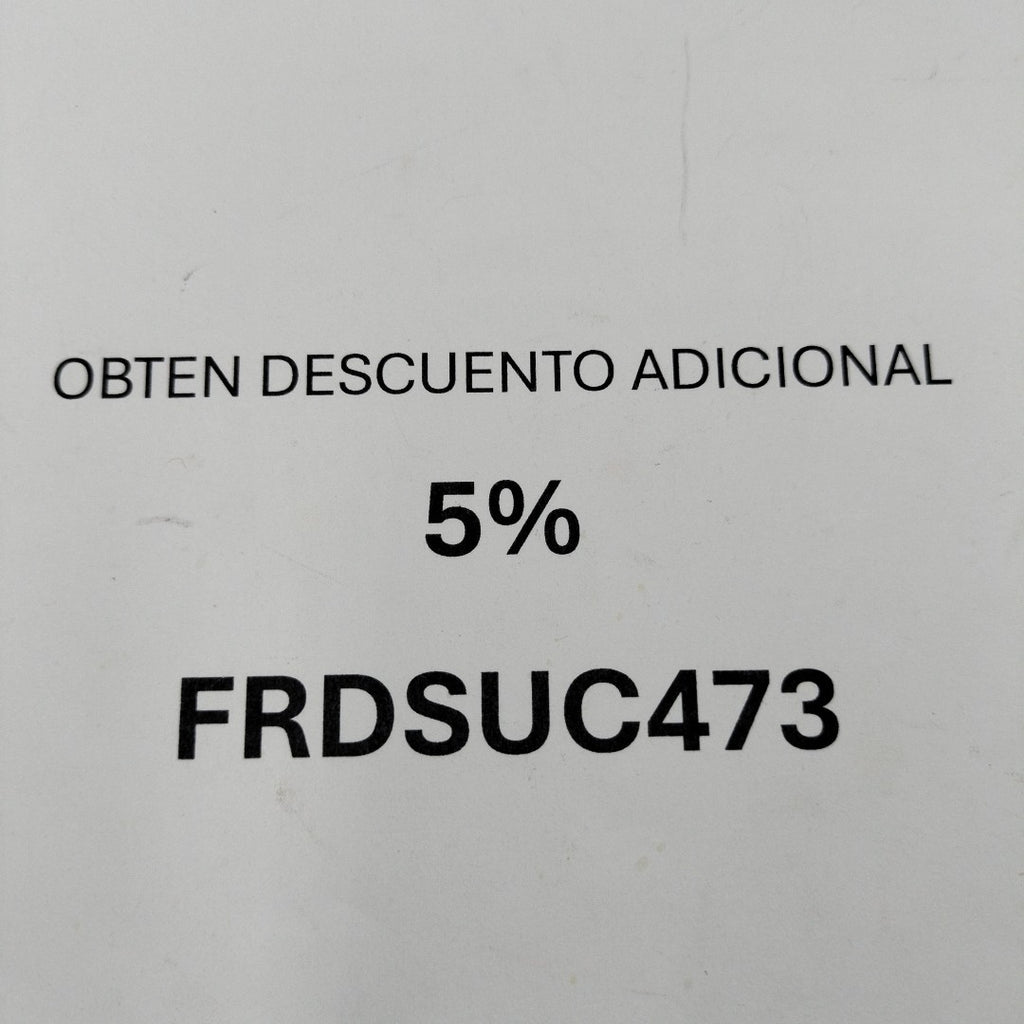 OBTEN DESCUENTO ADICIONAL
5%
FRDSUC473